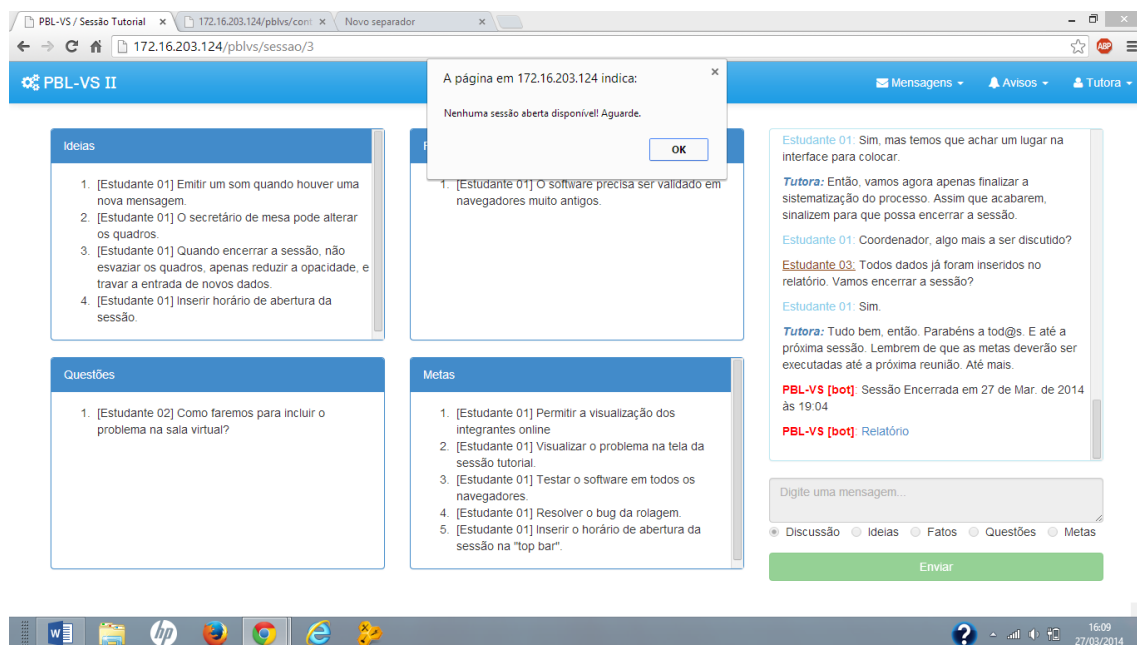 PBL-VS / Sessão Tutorial
172.16.203.124/pblvs/cont
Novo separador
172.16.203.124/pblvs/sessao/3
ABP
PBL-VS II
Mensagens
Avisos
Tutora
A página em 172.16.203.124 indica:
Nenhuma sessão aberta disponível! Aguarde.
OK
Ideias
1. [Estudante 01] Emitir um som quando houver uma
nova mensagem.
2. [Estudante 01] O secretário de mesa pode alterar
os quadros.
3. [Estudante 01] Quando encerrar a sessão, não
esvaziar os quadros, apenas reduzir a opacidade, e
travar a entrada de novos dados.
4. [Estudante 01] Inserir horário de abertura da
sessão.
1. [Estudante 01] O software precisa ser validado em
navegadores muito antigos.
Questões
1. [Estudante 02] Como faremos para incluir o
problema na sala virtual?
Metas
1. [Estudante 01] Permitir a visualização dos
integrantes online
2. [Estudante 01] Visualizar o problema na tela da
sessão tutorial.
3. [Estudante 01] Testar o software em todos os
navegadores.
4. [Estudante 01] Resolver o bug da rolagem.
5. [Estudante 01] Inserir o horário de abertura da
sessão na "top bar".
Estudante 01: Sim, mas temos que achar um lugar na
interface para colocar.
Tutora: Então, vamos agora apenas finalizar a
sistematização do processo. Assim que acabarem,
sinalizem para que possa encerrar a sessão.
Estudante 01: Coordenador, algo mais a ser discutido?
Estudante 03: Todos dados já foram inseridos no
relatório. Vamos encerrar a sessão?
Estudante 01: Sim.
Tutora: Tudo bem, então. Parabéns a tod@s. E até a
próxima sessão. Lembrem de que as metas deverão ser
executadas até a próxima reunião. Até mais.
PBL-VS [bot]: Sessão Encerrada em 27 de Mar. de 2014
às 19:04
PBL-VS [bot]: Relatório
Digite uma mensagem...
Discussão Ideias Fatos Questões Metas
Enviar
16:09
27/03/2014